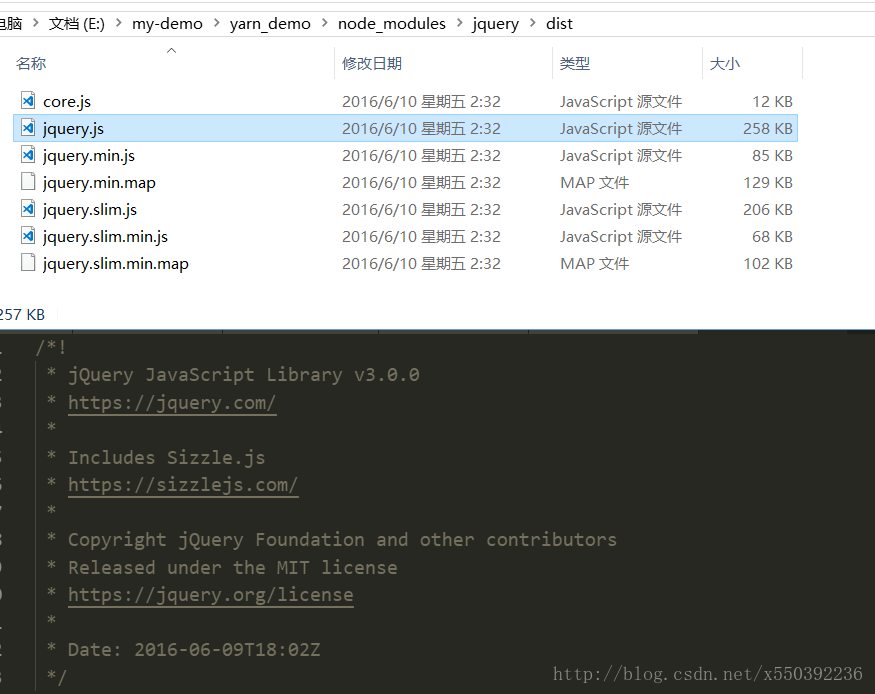 电脑 > 文档 (E:) > my-demo > yarn_demo > node_modules > jquery > dist
名称 修改日期 类型 大小
core.js 2016/6/10 星期五 2:32 JavaScript 源文件 12 KB
jquery.js 2016/6/10 星期五 2:32 JavaScript 源文件 258 KB
jquery.min.js 2016/6/10 星期五 2:32 JavaScript 源文件 85 KB
jquery.min.map 2016/6/10 星期五 2:32 MAP 文件 129 KB
jquery.slim.js 2016/6/10 星期五 2:32 JavaScript 源文件 206 KB
jquery.slim.min.js 2016/6/10 星期五 2:32 JavaScript 源文件 68 KB
jquery.slim.min.map 2016/6/10 星期五 2:32 MAP 文件 102 KB
257 KB
/*!
* jQuery JavaScript Library v3.0.0
* https://jquery.com/
*
* Includes Sizzle.js
* https://sizzlejs.com/
*
* Copyright jQuery Foundation and other contributors
* Released under the MIT license
* https://jquery.org/license
*
* Date: 2016-06-09T18:02Z
*/
http://blog.csdn.net/x550392236